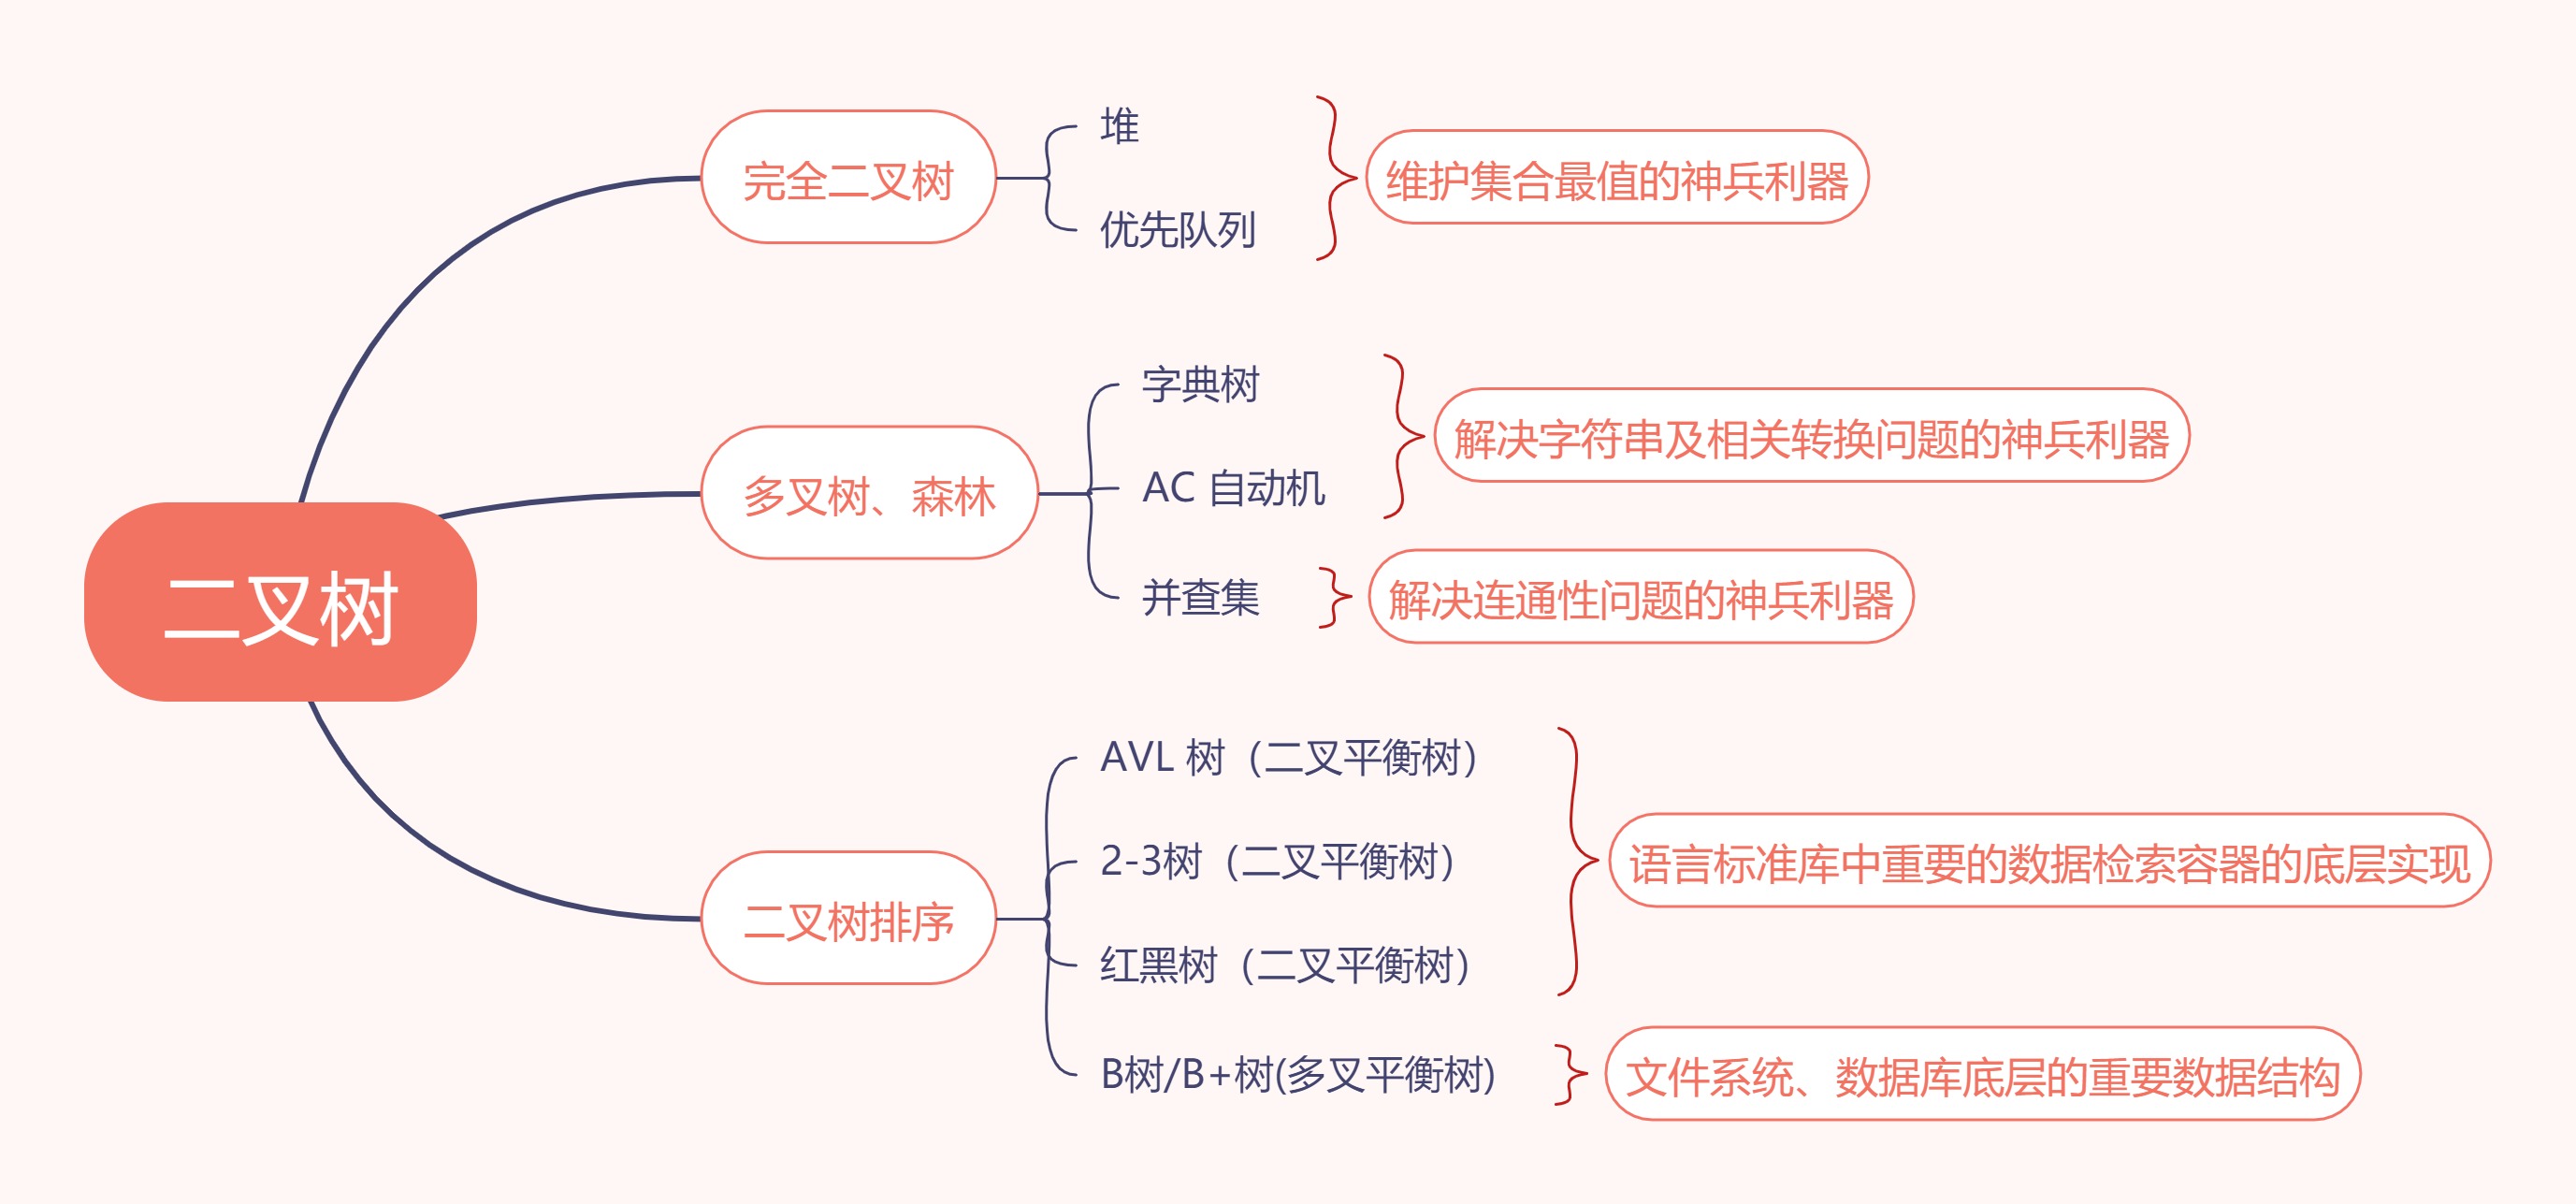 二叉树
完全二叉树
堆
优先队列
维护集合最值的神兵利器
多叉树、森林
字典树
AC 自动机
解决字符串及相关转换问题的神兵利器
并查集
解决连通性问题的神兵利器
二叉树排序
AVL 树（二叉平衡树）
2-3树（二叉平衡树）
红黑树（二叉平衡树）
语言标准库中重要的数据检索容器的底层实现
B树/B+树(多叉平衡树)
文件系统、数据库底层的重要数据结构